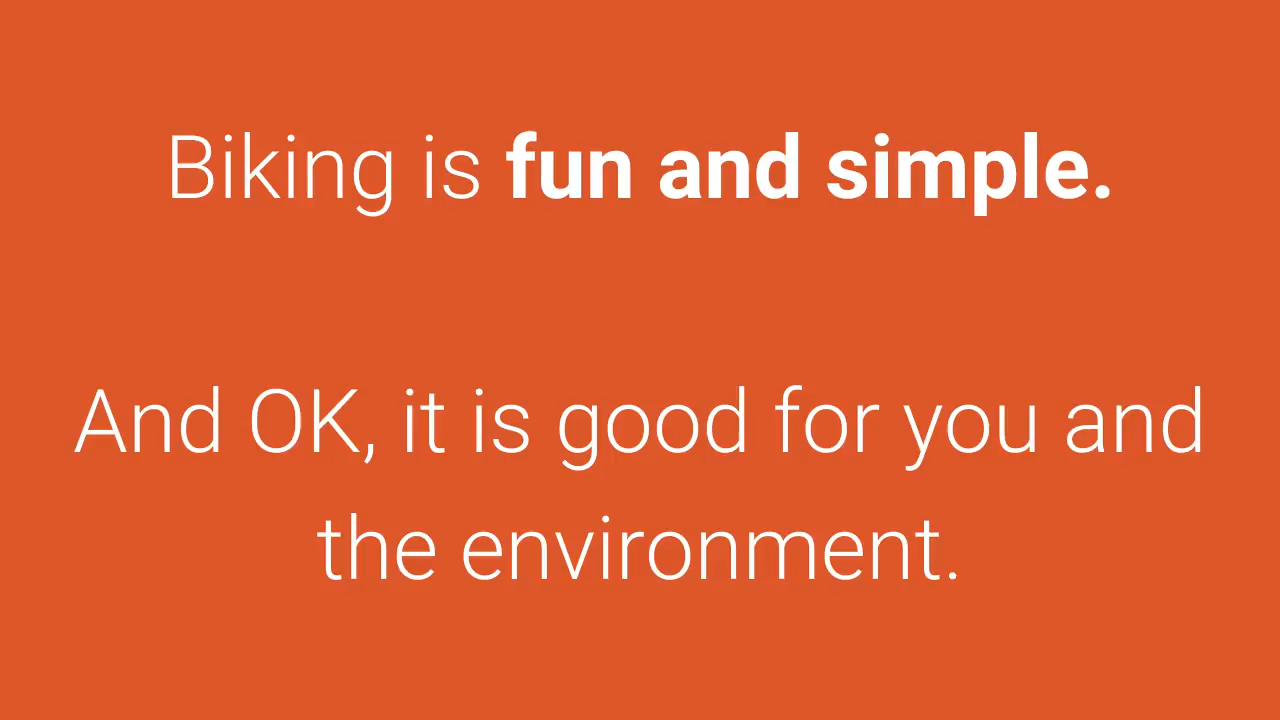 Biking is fun and simple.
And OK, it is good for you and
the environment.